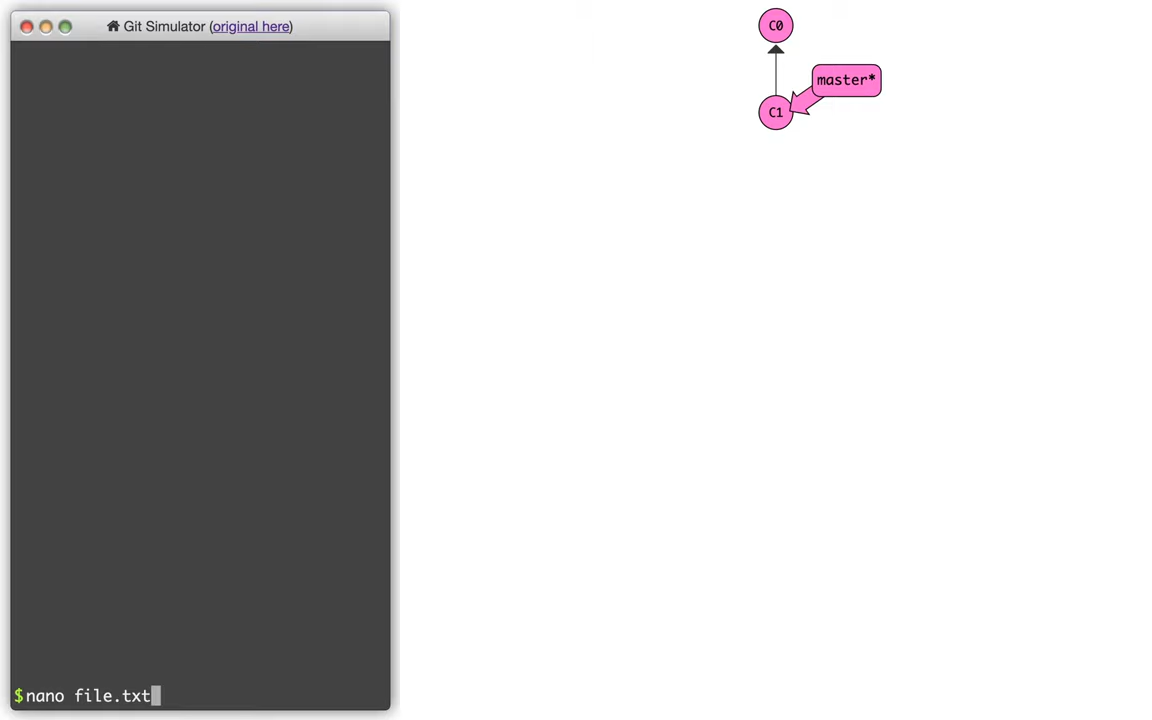 Git Simulator (original here)
C0
master*
C1
$nano file.txt